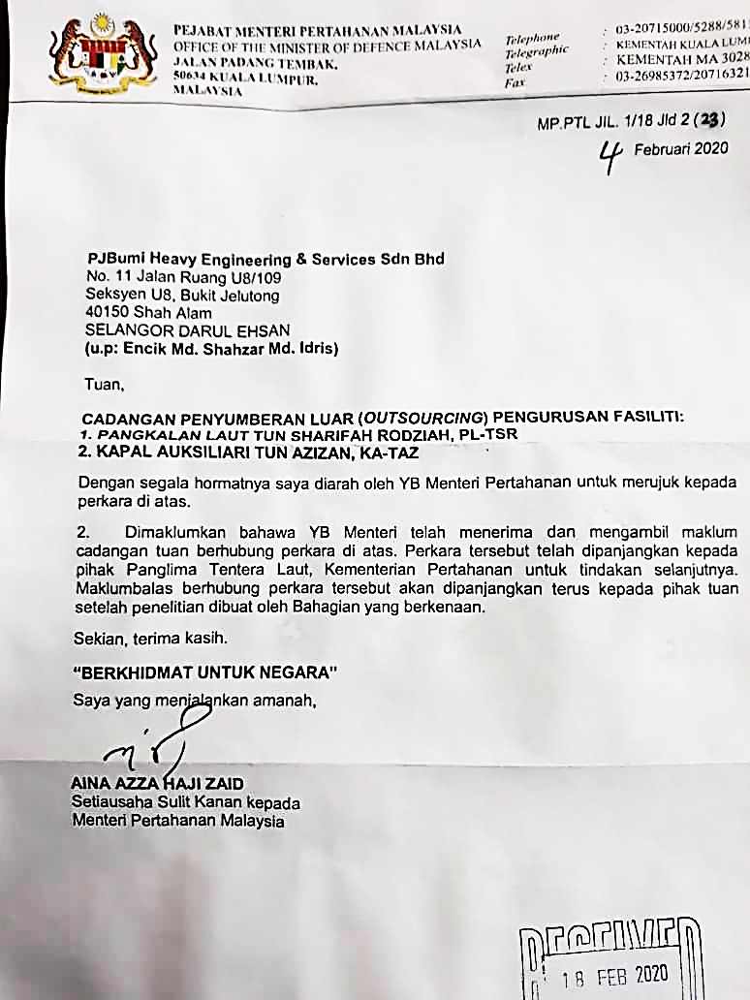 PEJABAT MENTERI PERTAHANAN MALAYSIA
OFFICE OF THE MINISTER OF DEFENCE MALAYSIA
JALAN PADANG TEMBAK,
50634 KUALA LUMPUR,
MALAYSIA
Telephone : 03-20715000/5288/581
Telegraphic : KEMENTAH KUALA LUM
Telex : KEMENTAH MA 3028
Fax : 03-26985372/20716321
MP.PTL JIL. 1/18 Jld 2 (23)
4 Februari 2020
PJBumi Heavy Engineering & Services Sdn Bhd
No. 11 Jalan Ruang U8/109
Seksyen U8, Bukit Jelutong
40150 Shah Alam
SELANGOR DARUL EHSAN
(u.p: Encik Md. Shahzar Md. Idris)
Tuan,
CADANGAN PENYUMBERAN LUAR (OUTSOURCING) PENGURUSAN FASILITI:
1. PANGKALAN LAUT TUN SHARIFAH RODZIAH, PL-TSR
2. KAPAL AUKSILIARI TUN AZIZAN, KA-TAZ
Dengan segala hormatnya saya diarah oleh YB Menteri Pertahanan untuk merujuk kepada
perkara di atas.
2. Dimaklumkan bahawa YB Menteri telah menerima dan mengambil maklum
cadangan tuan berhubung perkara di atas. Perkara tersebut telah dipanjangkan kepada
pihak Panglima Tentera Laut, Kementerian Pertahanan untuk tindakan selanjutnya.
Maklumbalas berhubung perkara tersebut akan dipanjangkan terus kepada pihak tuan
setelah penelitian dibuat oleh Bahagian yang berkenaan.
Sekian, terima kasih.
"BERKHIDMAT UNTUK NEGARA"
Saya yang menjalankan amanah,
AINA AZZA HAJI ZAID
Setiausaha Sulit Kanan kepada
Menteri Pertahanan Malaysia
RECEIVED
18 FEB 2020